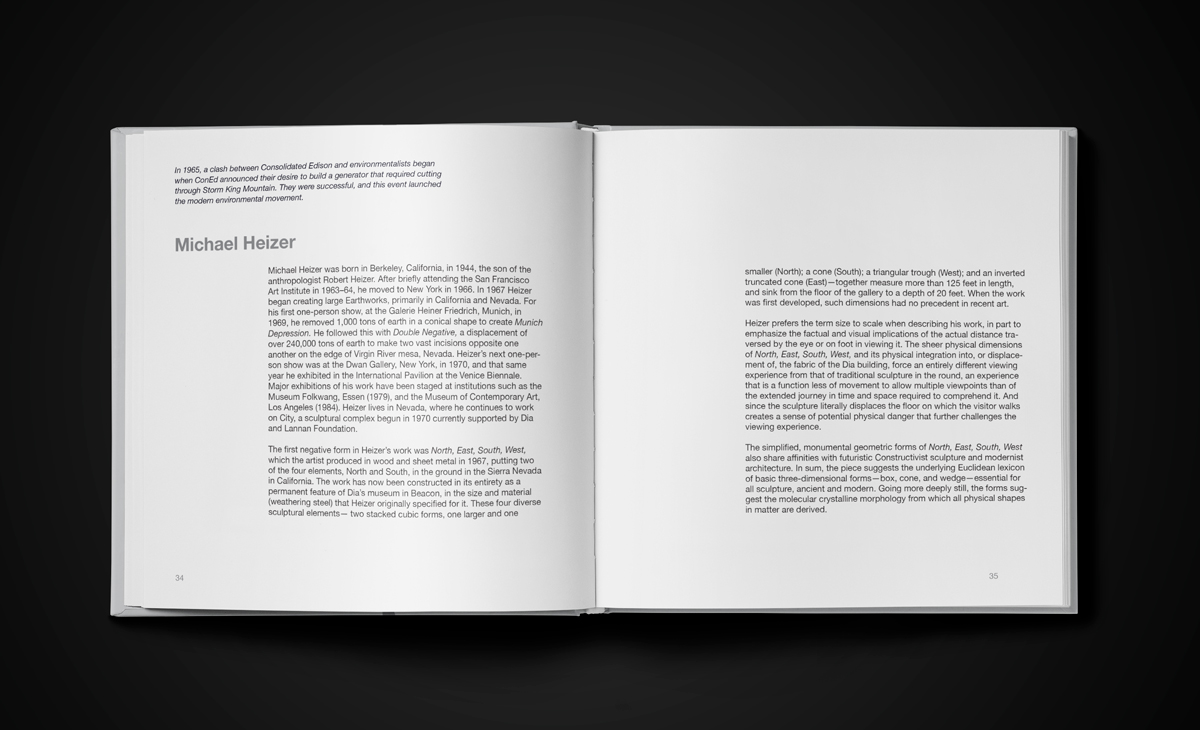 In 1965, a clash between Consolidated Edison and environmentalists began
when ConEd announced their desire to build a generator that required cutting
through Storm King Mountain. They were successful, and this event launched
the modern environmental movement.
Michael Heizer
Michael Heizer was born in Berkeley, California, in 1944, the son of the
anthropologist Robert Heizer. After briefly attending the San Francisco
Art Institute in 1963–64, he moved to New York in 1966. In 1967 Heizer
began creating large Earthworks, primarily in California and Nevada. For
his first one-person show, at the Galerie Heiner Friedrich, Munich, in
1969, he removed 1,000 tons of earth in a conical shape to create Munich
Depression. He followed this with Double Negative, a displacement of
over 240,000 tons of earth to make two vast incisions opposite one
another on the edge of Virgin River mesa, Nevada. Heizer's next one-per-
son show was at the Dwan Gallery, New York, in 1970, and that same
year he exhibited in the International Pavilion at the Venice Biennale.
Major exhibitions of his work have been staged at institutions such as the
Museum Folkwang, Essen (1979), and the Museum of Contemporary Art,
Los Angeles (1984). Heizer lives in Nevada, where he continues to work
on City, a sculptural complex begun in 1970 currently supported by Dia
and Lannan Foundation.
The first negative form in Heizer's work was North, East, South, West,
which the artist produced in wood and sheet metal in 1967, putting two
of the four elements, North and South, in the ground in the Sierra Nevada
in California. The work has now been constructed in its entirety as a
permanent feature of Dia's museum in Beacon, in the size and material
(weathering steel) that Heizer originally specified for it. These four diverse
sculptural elements— two stacked cubic forms, one larger and one
34
smaller (North); a cone (South); a triangular trough (West); and an inverted
truncated cone (East)—together measure more than 125 feet in length,
and sink from the floor of the gallery to a depth of 20 feet. When the work
was first developed, such dimensions had no precedent in recent art.
Heizer prefers the term size to scale when describing his work, in part to
emphasize the factual and visual implications of the actual distance tra-
versed by the eye or on foot in viewing it. The sheer physical dimensions
of North, East, South, West, and its physical integration into, or displace-
ment of, the fabric of the Dia building, force an entirely different viewing
experience from that of traditional sculpture in the round, an experience
that is a function less of movement to allow multiple viewpoints than of
the extended journey in time and space required to comprehend it. And
since the sculpture literally displaces the floor on which the visitor walks
creates a sense of potential physical danger that further challenges the
viewing experience.
The simplified, monumental geometric forms of North, East, South, West
also share affinities with futuristic Constructivist sculpture and modernist
architecture. In sum, the piece suggests the underlying Euclidean lexicon
of basic three-dimensional forms—box, cone, and wedge—essential for
all sculpture, ancient and modern. Going more deeply still, the forms sug-
gest the molecular crystalline morphology from which all physical shapes
in matter are derived.
35